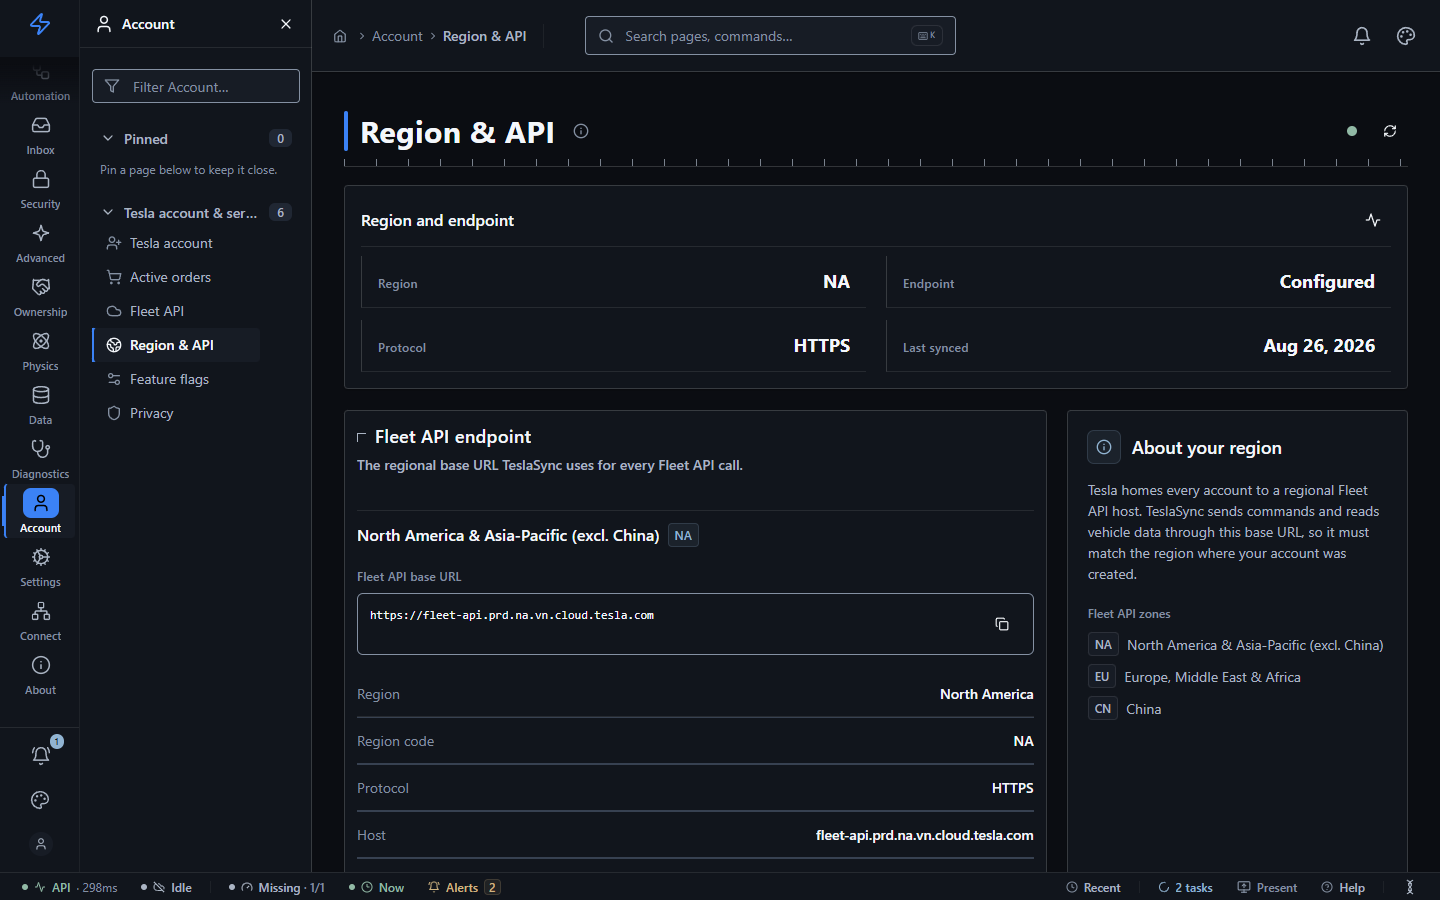 Account
Account
Region & API
Search pages, commands...
K
Automation
Inbox
Security
Advanced
Ownership
Physics
Data
Diagnostics
Account
Settings
Connect
About
1
Filter Account...
Pinned
0
Pin a page below to keep it close.
Tesla account & ser...
6
Tesla account
Active orders
Fleet API
Region & API
Feature flags
Privacy
Region & API
Region and endpoint
Region
NA
Endpoint
Configured
Protocol
HTTPS
Last synced
Aug 26, 2026
Fleet API endpoint
The regional base URL TeslaSync uses for every Fleet API call.
North America & Asia-Pacific (excl. China)
NA
Fleet API base URL
https://fleet-api.prd.na.vn.cloud.tesla.com
Region
North America
Region code
NA
Protocol
HTTPS
Host
fleet-api.prd.na.vn.cloud.tesla.com
About your region
Tesla homes every account to a regional Fleet
API host. TeslaSync sends commands and reads
vehicle data through this base URL, so it must
match the region where your account was
created.
Fleet API zones
NA
North America & Asia-Pacific (excl. China)
EU
Europe, Middle East & Africa
CN
China
API · 298ms
Idle
Missing · 1/1
Now
Alerts
2
Recent
2 tasks
Present
Help